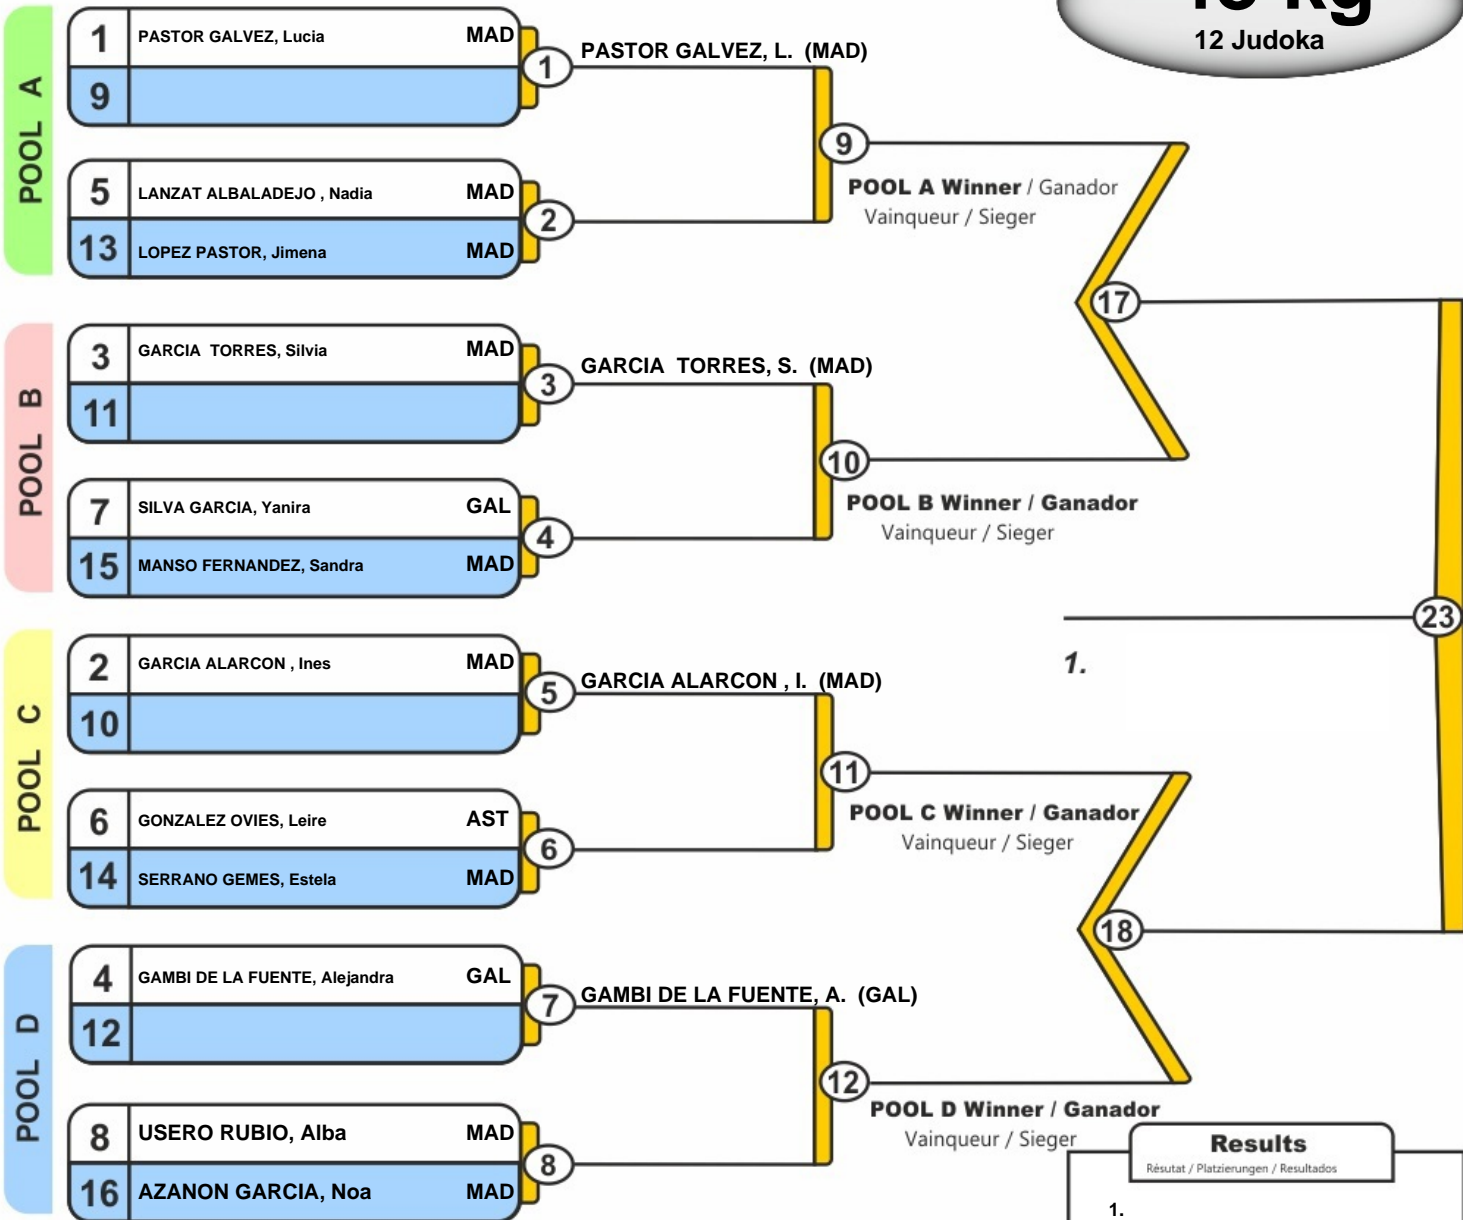 kg
12 Judoka
POOL A
1 PASTOR GALVEZ, Lucia MAD
9
1 PASTOR GALVEZ, L. (MAD)
5 LANZAT ALBALADEJO , Nadia MAD
13 LOPEZ PASTOR, Jimena MAD
2
9
POOL A Winner / Ganador
Vainqueur / Sieger
17
POOL B
3 GARCIA TORRES, Silvia MAD
11
3 GARCIA TORRES, S. (MAD)
7 SILVA GARCIA, Yanira GAL
15 MANSO FERNANDEZ, Sandra MAD
4
10
POOL B Winner / Ganador
Vainqueur / Sieger
23
1.
POOL C
2 GARCIA ALARCON , Ines MAD
10
5 GARCIA ALARCON , I. (MAD)
6 GONZALEZ OVIES, Leire AST
14 SERRANO GEMES, Estela MAD
6
11
POOL C Winner / Ganador
Vainqueur / Sieger
18
POOL D
4 GAMBI DE LA FUENTE, Alejandra GAL
12
7 GAMBI DE LA FUENTE, A. (GAL)
8 USERO RUBIO, Alba MAD
16 AZANON GARCIA, Noa MAD
8
12
POOL D Winner / Ganador
Vainqueur / Sieger
Results
Résutat / Platzierungen / Resultados
1.